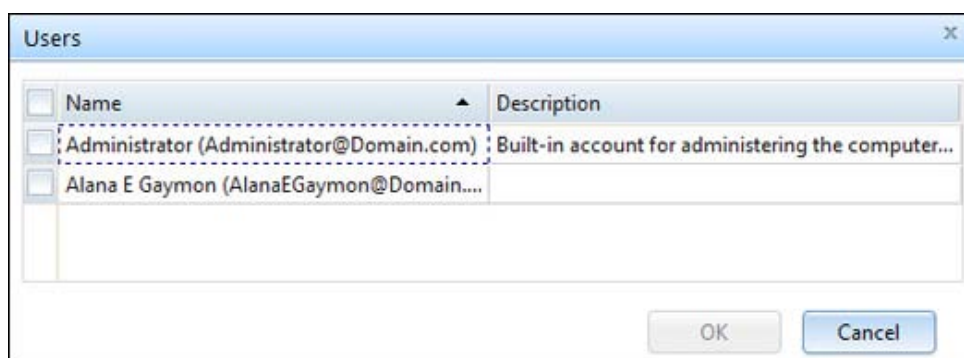 Users
Name Description
Administrator (Administrator@Domain.com) Built-in account for administering the computer...
Alana E Gaymon (AlanaEGaymon@Domain....
OK Cancel